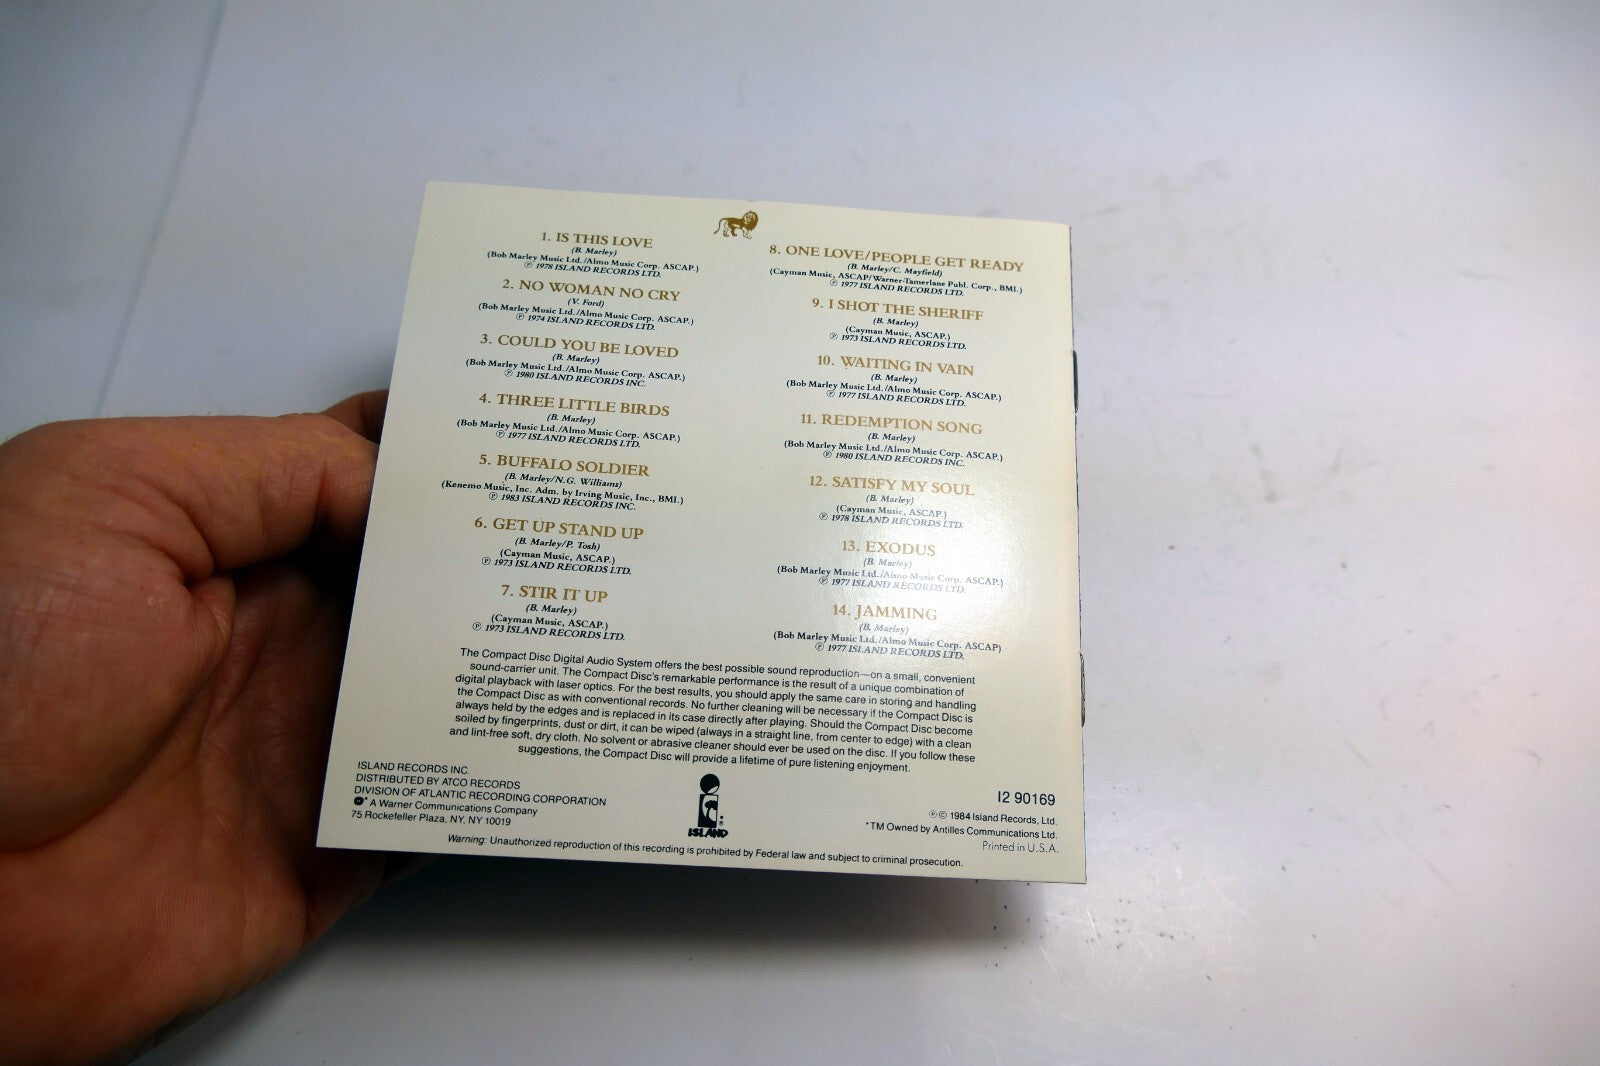 1. IS THIS LOVE
(B. Marley)
(Bob Marley Music Ltd./Almo Music Corp. ASCAP.)
℗ 1978 ISLAND RECORDS LTD.
2. NO WOMAN NO CRY
(V. Ford)
(Bob Marley Music Ltd./Almo Music Corp. ASCAP.)
℗ 1974 ISLAND RECORDS LTD.
3. COULD YOU BE LOVED
(B. Marley)
(Bob Marley Music Ltd./Almo Music Corp. ASCAP.)
℗ 1980 ISLAND RECORDS INC.
4. THREE LITTLE BIRDS
(B. Marley)
(Bob Marley Music Ltd./Almo Music Corp. ASCAP.)
℗ 1977 ISLAND RECORDS LTD.
5. BUFFALO SOLDIER
(B. Marley/N.G. Williams)
(Kenemo Music, Inc. Adm. by Irving Music, Inc., BMI.)
℗ 1983 ISLAND RECORDS INC.
6. GET UP STAND UP
(B. Marley/P. Tosh)
(Cayman Music, ASCAP.)
℗ 1973 ISLAND RECORDS LTD.
7. STIR IT UP
(B. Marley)
(Cayman Music, ASCAP.)
℗ 1973 ISLAND RECORDS LTD.
8. ONE LOVE/PEOPLE GET READY
(B. Marley/C. Mayfield)
(Cayman Music, ASCAP/Warner-Tamerlane Publ. Corp., BMI.)
℗ 1977 ISLAND RECORDS LTD.
9. I SHOT THE SHERIFF
(B. Marley)
(Cayman Music, ASCAP.)
℗ 1973 ISLAND RECORDS LTD.
10. WAITING IN VAIN
(B. Marley)
(Bob Marley Music Ltd./Almo Music Corp. ASCAP.)
℗ 1977 ISLAND RECORDS LTD.
11. REDEMPTION SONG
(B. Marley)
(Bob Marley Music Ltd./Almo Music Corp. ASCAP.)
℗ 1980 ISLAND RECORDS INC.
12. SATISFY MY SOUL
(B. Marley)
(Cayman Music, ASCAP.)
℗ 1978 ISLAND RECORDS LTD.
13. EXODUS
(B. Marley)
(Bob Marley Music Ltd./Almo Music Corp. ASCAP.)
℗ 1977 ISLAND RECORDS LTD.
14. JAMMING
(B. Marley)
(Bob Marley Music Ltd./Almo Music Corp. ASCAP)
℗ 1977 ISLAND RECORDS LTD.
The Compact Disc Digital Audio System offers the best possible sound reproduction—on a small, convenient
sound-carrier unit. The Compact Disc's remarkable performance is the result of a unique combination of
digital playback with laser optics. For the best results, you should apply the same care in storing and handling
the Compact Disc as with conventional records. No further cleaning will be necessary if the Compact Disc is
always held by the edges and is replaced in its case directly after playing. Should the Compact Disc become
soiled by fingerprints, dust or dirt, it can be wiped (always in a straight line, from center to edge) with a clean
and lint-free soft, dry cloth. No solvent or abrasive cleaner should ever be used on the disc. If you follow these
suggestions, the Compact Disc will provide a lifetime of pure listening enjoyment.
ISLAND RECORDS INC.
DISTRIBUTED BY ATCO RECORDS
DIVISION OF ATLANTIC RECORDING CORPORATION
® A Warner Communications Company
75 Rockefeller Plaza, NY, NY 10019
ISLAND ®
I2 90169
℗ © 1984 Island Records, Ltd.
*TM Owned by Antilles Communications Ltd.
Printed in U.S.A.
Warning: Unauthorized reproduction of this recording is prohibited by Federal law and subject to criminal prosecution.